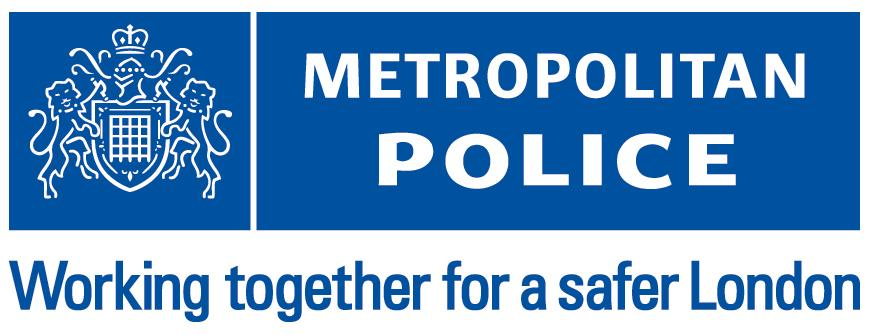 METROPOLITAN
POLICE
Working together for a safer London